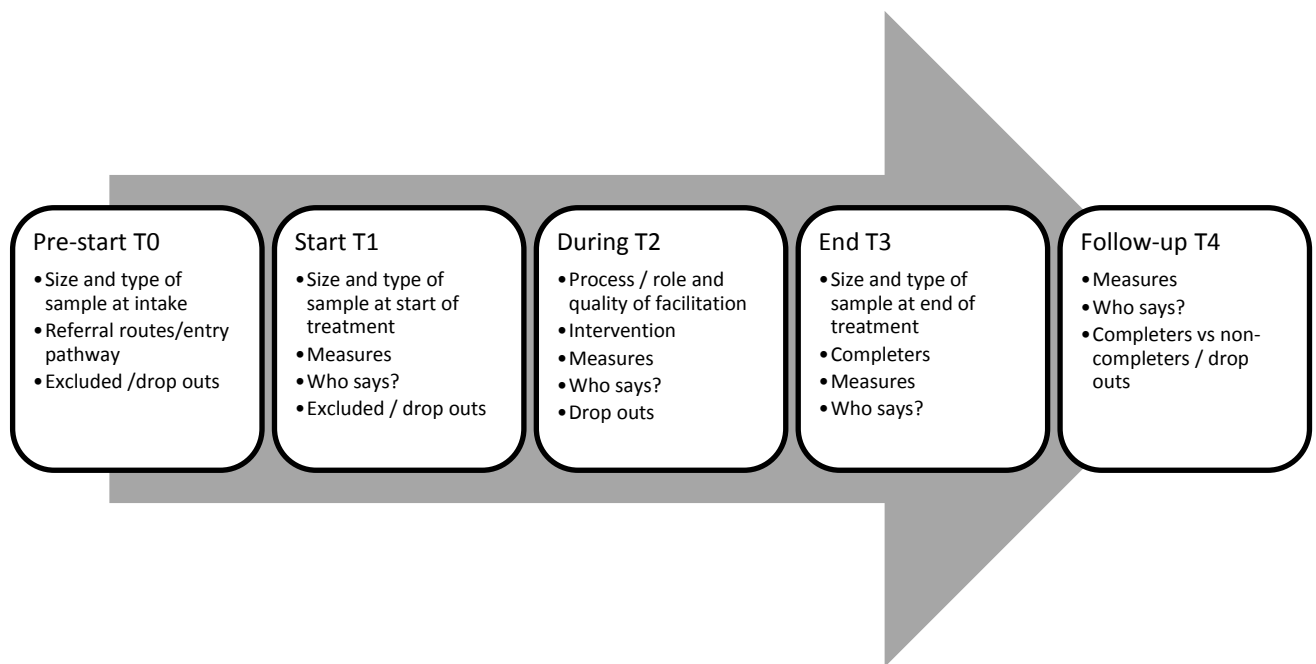 Pre-start T0
•Size and type of
sample at intake
•Referral routes/entry
pathway
•Excluded /drop outs
Start T1
•Size and type of
sample at start of
treatment
•Measures
•Who says?
•Excluded / drop outs
During T2
•Process / role and
quality of facilitation
•Intervention
•Measures
•Who says?
•Drop outs
End T3
•Size and type of
sample at end of
treatment
•Completers
•Measures
•Who says?
Follow-up T4
•Measures
•Who says?
•Completers vs non-
completers / drop
outs